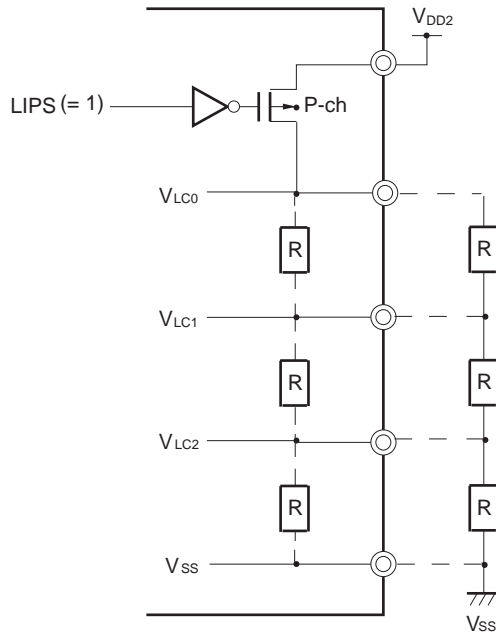 VDD2
LIPS (= 1)
P-ch
VLC0
R
R
VLC1
R
R
VLC2
R
R
VSS
VSS